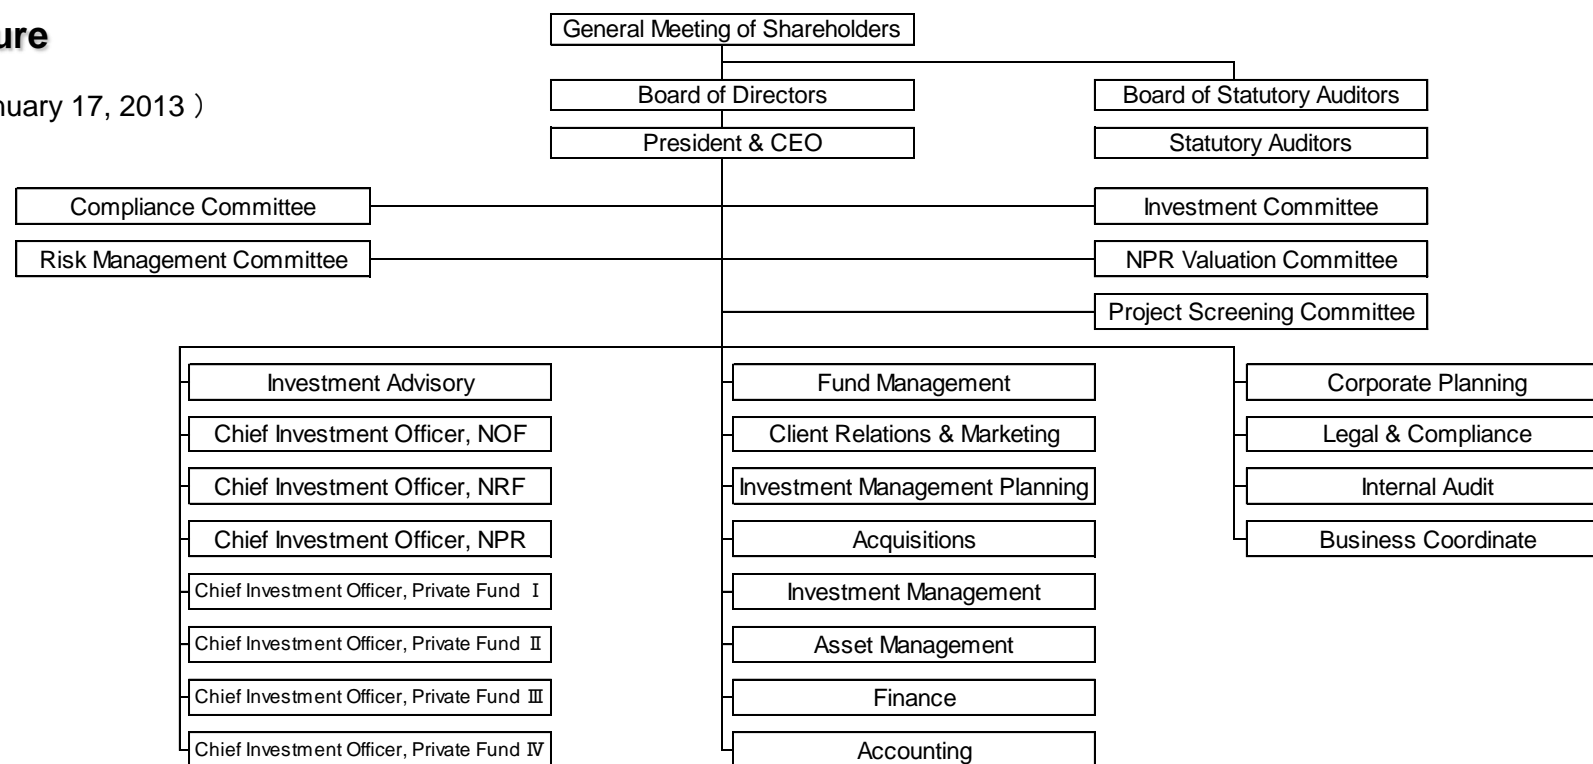 ure
General Meeting of Shareholders
nuary 17, 2013 ）
Board of Directors
Board of Statutory Auditors
President & CEO
Statutory Auditors
Compliance Committee
Investment Committee
Risk Management Committee
NPR Valuation Committee
Project Screening Committee
Investment Advisory
Fund Management
Corporate Planning
Chief Investment Officer, NOF
Client Relations & Marketing
Legal & Compliance
Chief Investment Officer, NRF
Investment Management Planning
Internal Audit
Chief Investment Officer, NPR
Acquisitions
Business Coordinate
Chief Investment Officer, Private Fund Ⅰ
Investment Management
Chief Investment Officer, Private Fund Ⅱ
Asset Management
Chief Investment Officer, Private Fund Ⅲ
Finance
Chief Investment Officer, Private Fund Ⅳ
Accounting